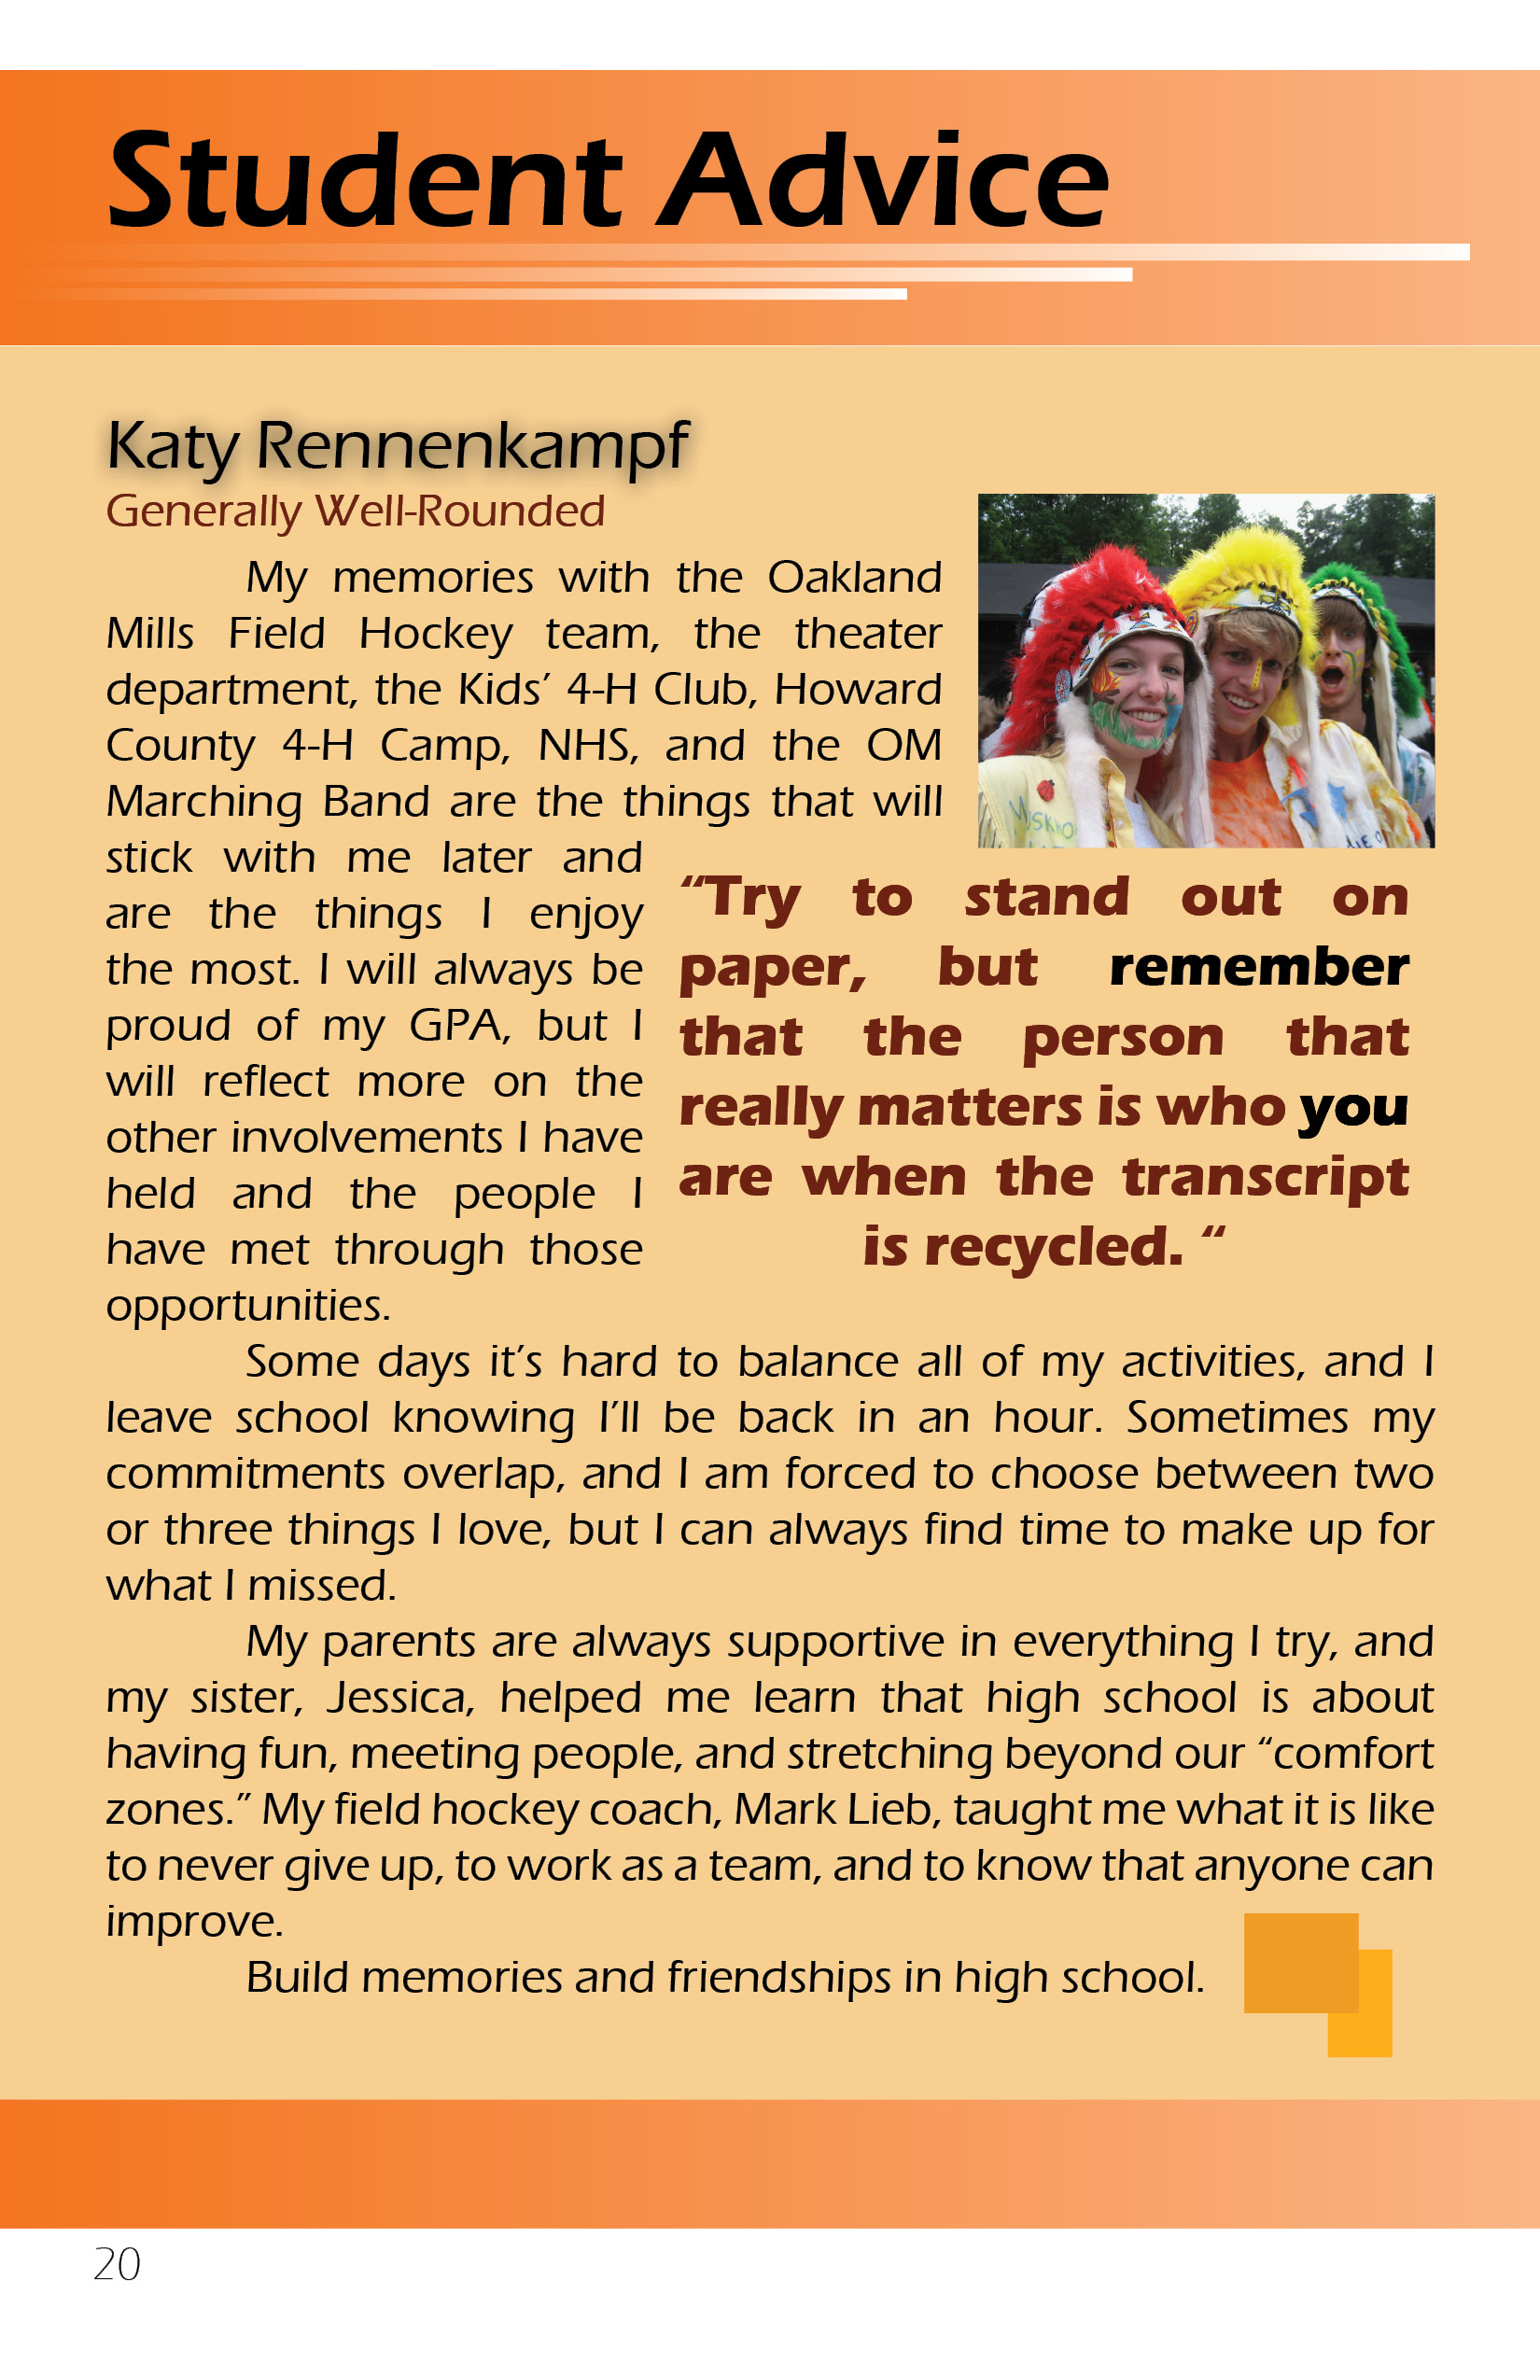 Student Advice
Katy Rennenkampf
Generally Well-Rounded
My memories with the Oakland
Mills Field Hockey team, the theater
department, the Kids’ 4-H Club, Howard
County 4-H Camp, NHS, and the OM
Marching Band are the things that will
stick with me later and
are the things I enjoy
the most. I will always be
proud of my GPA, but I
will reflect more on the
other involvements I have
held and the people I
have met through those
opportunities.
“Try to stand out on
paper, but remember
that the person that
really matters is who you
are when the transcript
is recycled. “
Some days it’s hard to balance all of my activities, and I
leave school knowing I’ll be back in an hour. Sometimes my
commitments overlap, and I am forced to choose between two
or three things I love, but I can always find time to make up for
what I missed.
My parents are always supportive in everything I try, and
my sister, Jessica, helped me learn that high school is about
having fun, meeting people, and stretching beyond our “comfort
zones.” My field hockey coach, Mark Lieb, taught me what it is like
to never give up, to work as a team, and to know that anyone can
improve.
Build memories and friendships in high school.
20